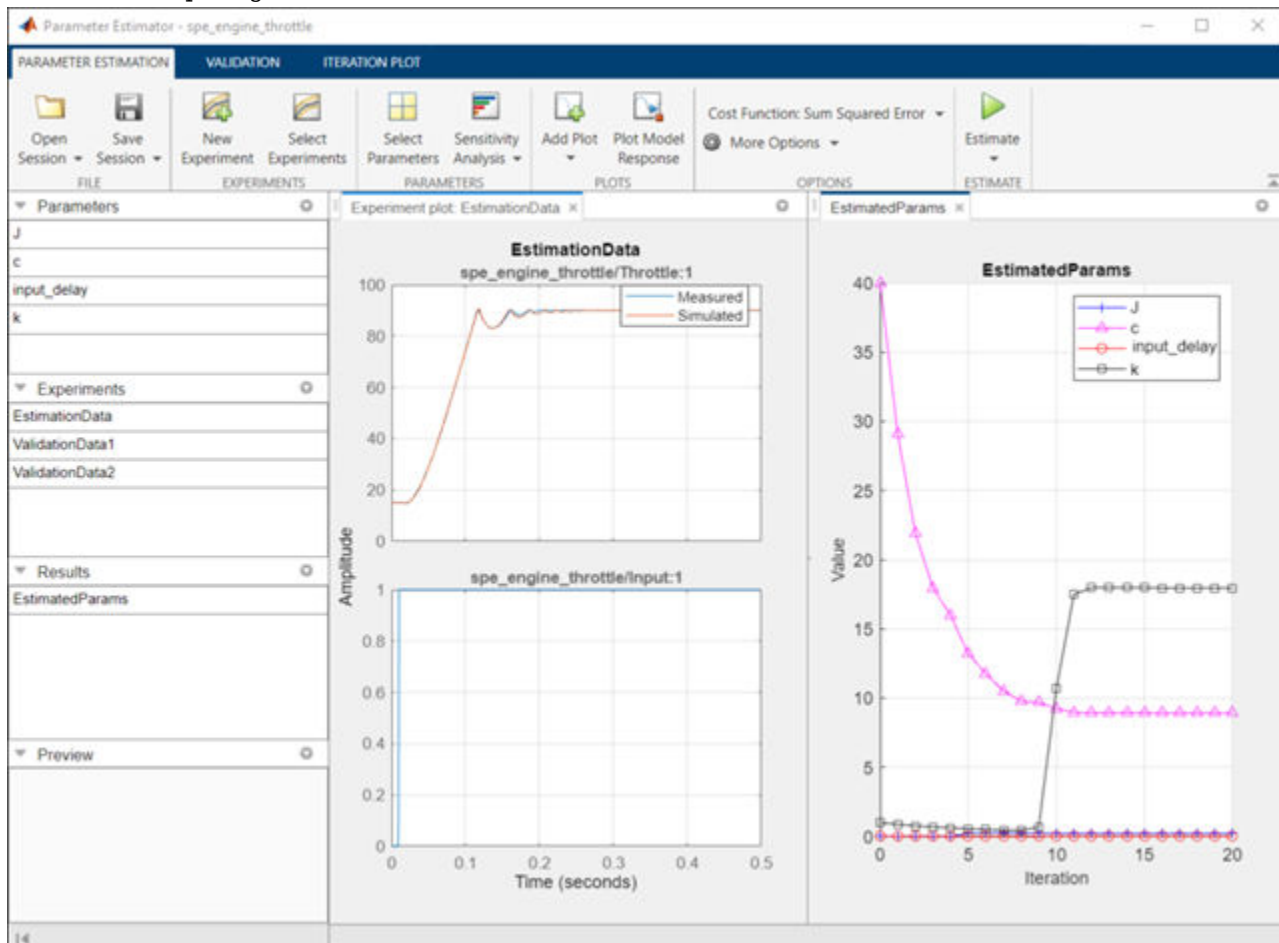 Parameter Estimator - spe_engine_throttle
PARAMETER ESTIMATION VALIDATION ITERATION PLOT
Open Session
Save Session
New Experiment
Select Experiments
Select Parameters
Sensitivity Analysis
Add Plot
Plot Model Response
Cost Function: Sum Squared Error
More Options
Estimate
FILE EXPERIMENTS PARAMETERS PLOTS OPTIONS ESTIMATE
Parameters
J
c
input_delay
k
Experiments
EstimationData
ValidationData1
ValidationData2
Results
EstimatedParams
Preview
Experiment plot: EstimationData
EstimationData
spe_engine_throttle/Throttle:1
Measured
Simulated
100
80
60
40
20
0
Amplitude
spe_engine_throttle/Input:1
1
0.8
0.6
0.4
0.2
0
0 0.1 0.2 0.3 0.4 0.5
Time (seconds)
EstimatedParams
EstimatedParams
J
c
input_delay
k
40
35
30
25
20
15
10
5
0
Value
0 5 10 15 20
Iteration